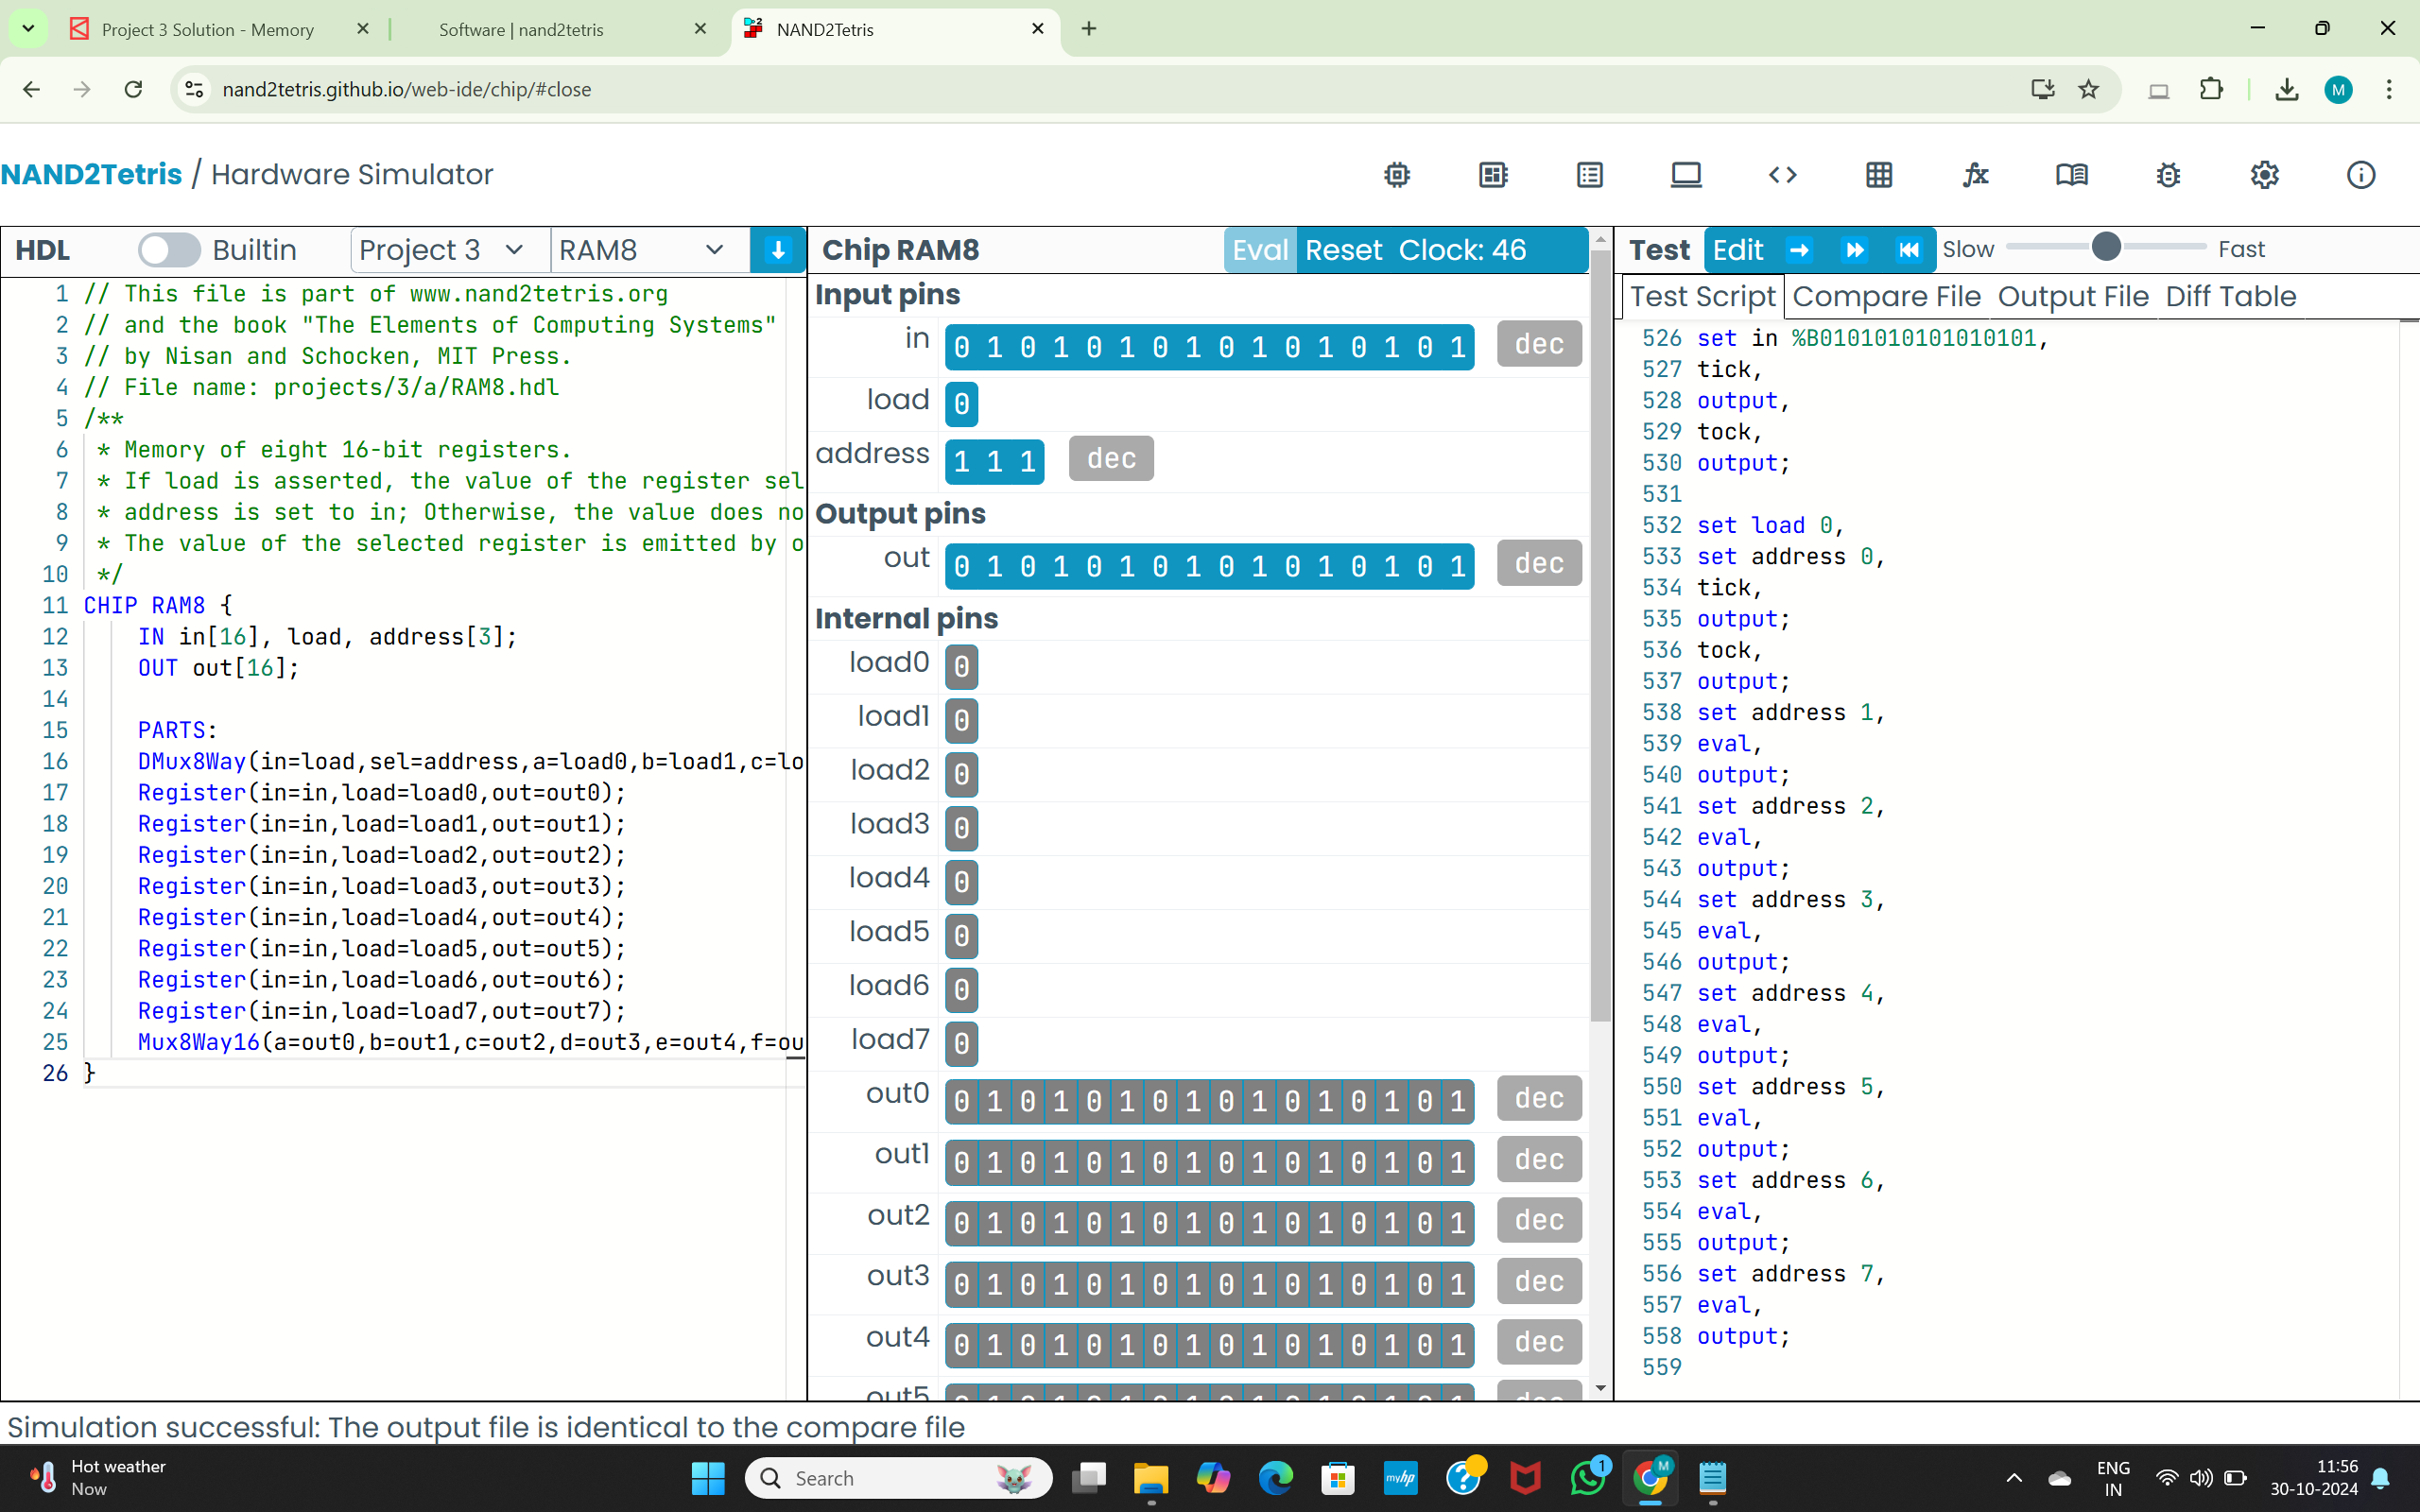 Project 3 Solution - Memory
Software | nand2tetris
NAND2Tetris
nand2tetris.github.io/web-ide/chip/#close
M
NAND2Tetris / Hardware Simulator
HDL Builtin Project 3 RAM8
1 // This file is part of www.nand2tetris.org
2 // and the book "The Elements of Computing Systems"
3 // by Nisan and Schocken, MIT Press.
4 // File name: projects/3/a/RAM8.hdl
5 /**
6 * Memory of eight 16-bit registers.
7 * If load is asserted, the value of the register sel
8 * address is set to in; Otherwise, the value does no
9 * The value of the selected register is emitted by o
10 */
11 CHIP RAM8 {
12 IN in[16], load, address[3];
13 OUT out[16];
14
15 PARTS:
16 DMux8Way(in=load,sel=address,a=load0,b=load1,c=lo
17 Register(in=in,load=load0,out=out0);
18 Register(in=in,load=load1,out=out1);
19 Register(in=in,load=load2,out=out2);
20 Register(in=in,load=load3,out=out3);
21 Register(in=in,load=load4,out=out4);
22 Register(in=in,load=load5,out=out5);
23 Register(in=in,load=load6,out=out6);
24 Register(in=in,load=load7,out=out7);
25 Mux8Way16(a=out0,b=out1,c=out2,d=out3,e=out4,f=ou
26 }
Chip RAM8 Eval Reset Clock: 46
Input pins
in 0 1 0 1 0 1 0 1 0 1 0 1 0 1 0 1 dec
load 0
address 1 1 1 dec
Output pins
out 0 1 0 1 0 1 0 1 0 1 0 1 0 1 0 1 dec
Internal pins
load0 0
load1 0
load2 0
load3 0
load4 0
load5 0
load6 0
load7 0
out0 0 1 0 1 0 1 0 1 0 1 0 1 0 1 0 1 dec
out1 0 1 0 1 0 1 0 1 0 1 0 1 0 1 0 1 dec
out2 0 1 0 1 0 1 0 1 0 1 0 1 0 1 0 1 dec
out3 0 1 0 1 0 1 0 1 0 1 0 1 0 1 0 1 dec
out4 0 1 0 1 0 1 0 1 0 1 0 1 0 1 0 1 dec
out5
Test Edit Slow Fast
Test Script Compare File Output File Diff Table
526 set in %B0101010101010101,
527 tick,
528 output,
529 tock,
530 output;
531
532 set load 0,
533 set address 0,
534 tick,
535 output;
536 tock,
537 output;
538 set address 1,
539 eval,
540 output;
541 set address 2,
542 eval,
543 output;
544 set address 3,
545 eval,
546 output;
547 set address 4,
548 eval,
549 output;
550 set address 5,
551 eval,
552 output;
553 set address 6,
554 eval,
555 output;
556 set address 7,
557 eval,
558 output;
559
Simulation successful: The output file is identical to the compare file
Hot weather
Now
Search
myhp
1
M
ENG
IN
11:56
30-10-2024